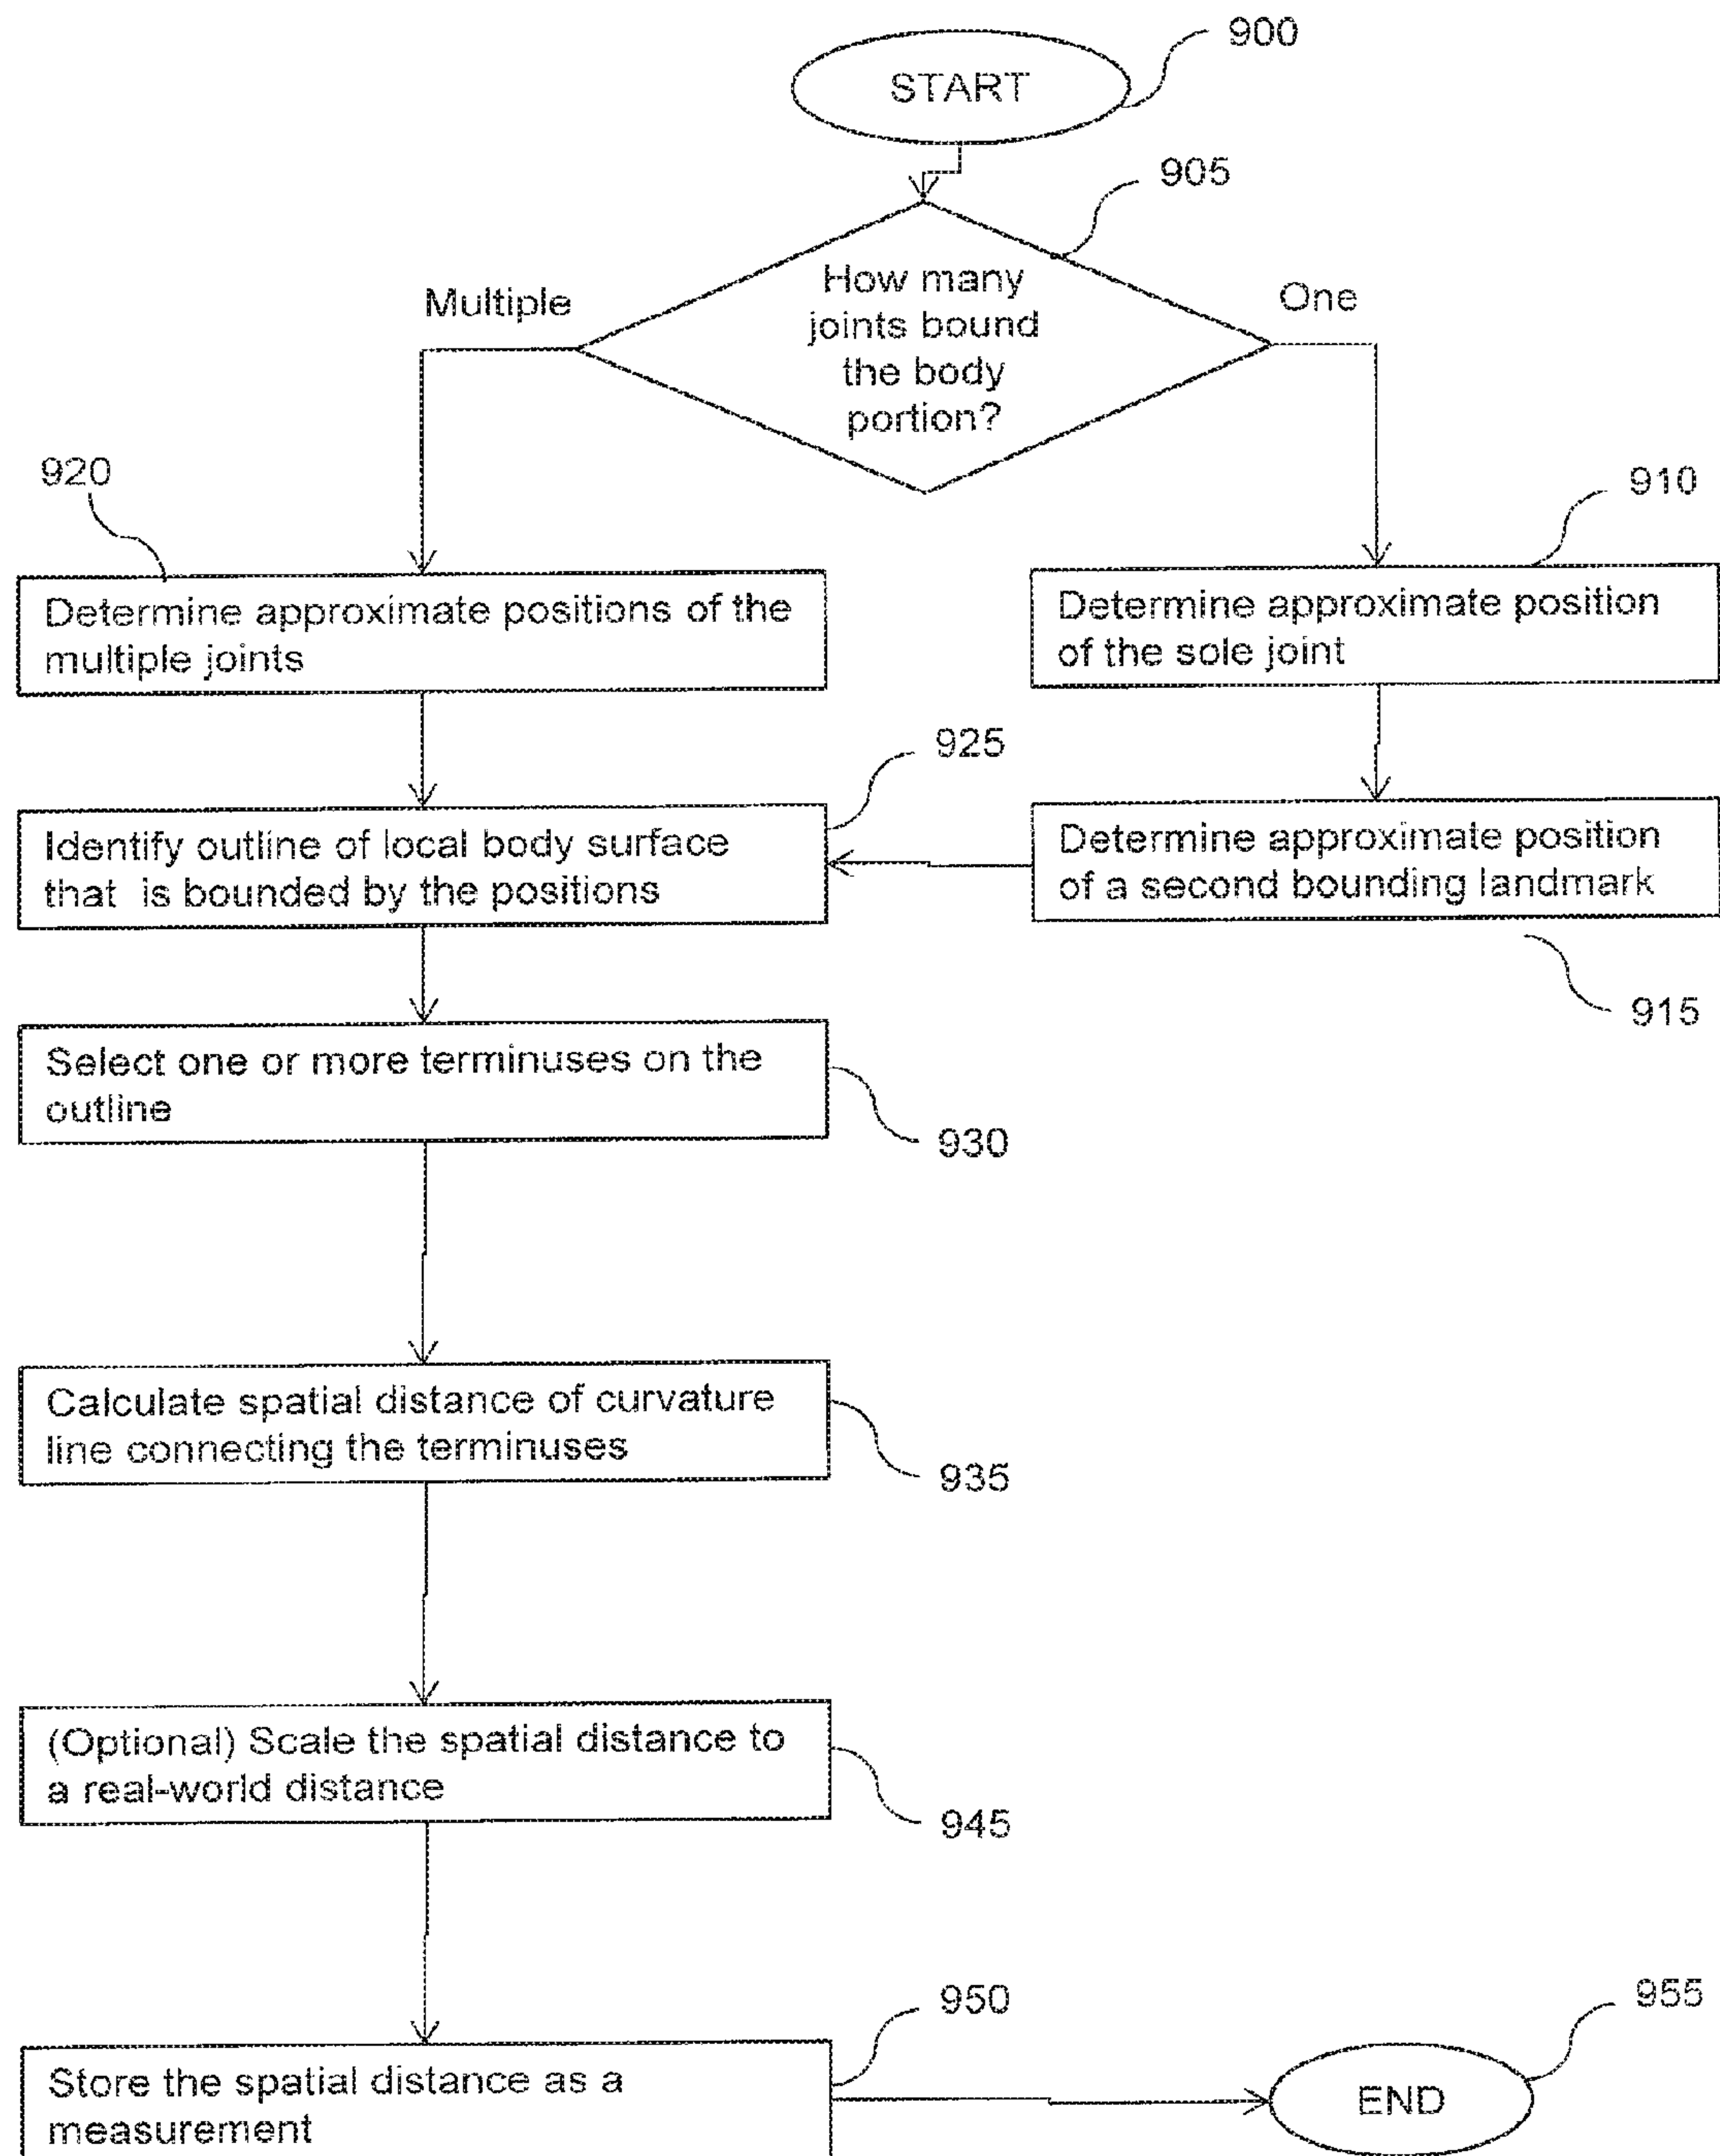 900
START
905
How many
joints bound
the body
portion?
Multiple
One
920
910
Determine approximate positions of the
multiple joints
Determine approximate position
of the sole joint
925
Identify outline of local body surface
that is bounded by the positions
Determine approximate position
of a second bounding landmark
915
Select one or more terminuses on the
outline
930
Calculate spatial distance of curvature
line connecting the terminuses
935
(Optional) Scale the spatial distance to
a real-world distance
945
950
955
Store the spatial distance as a
measurement
END